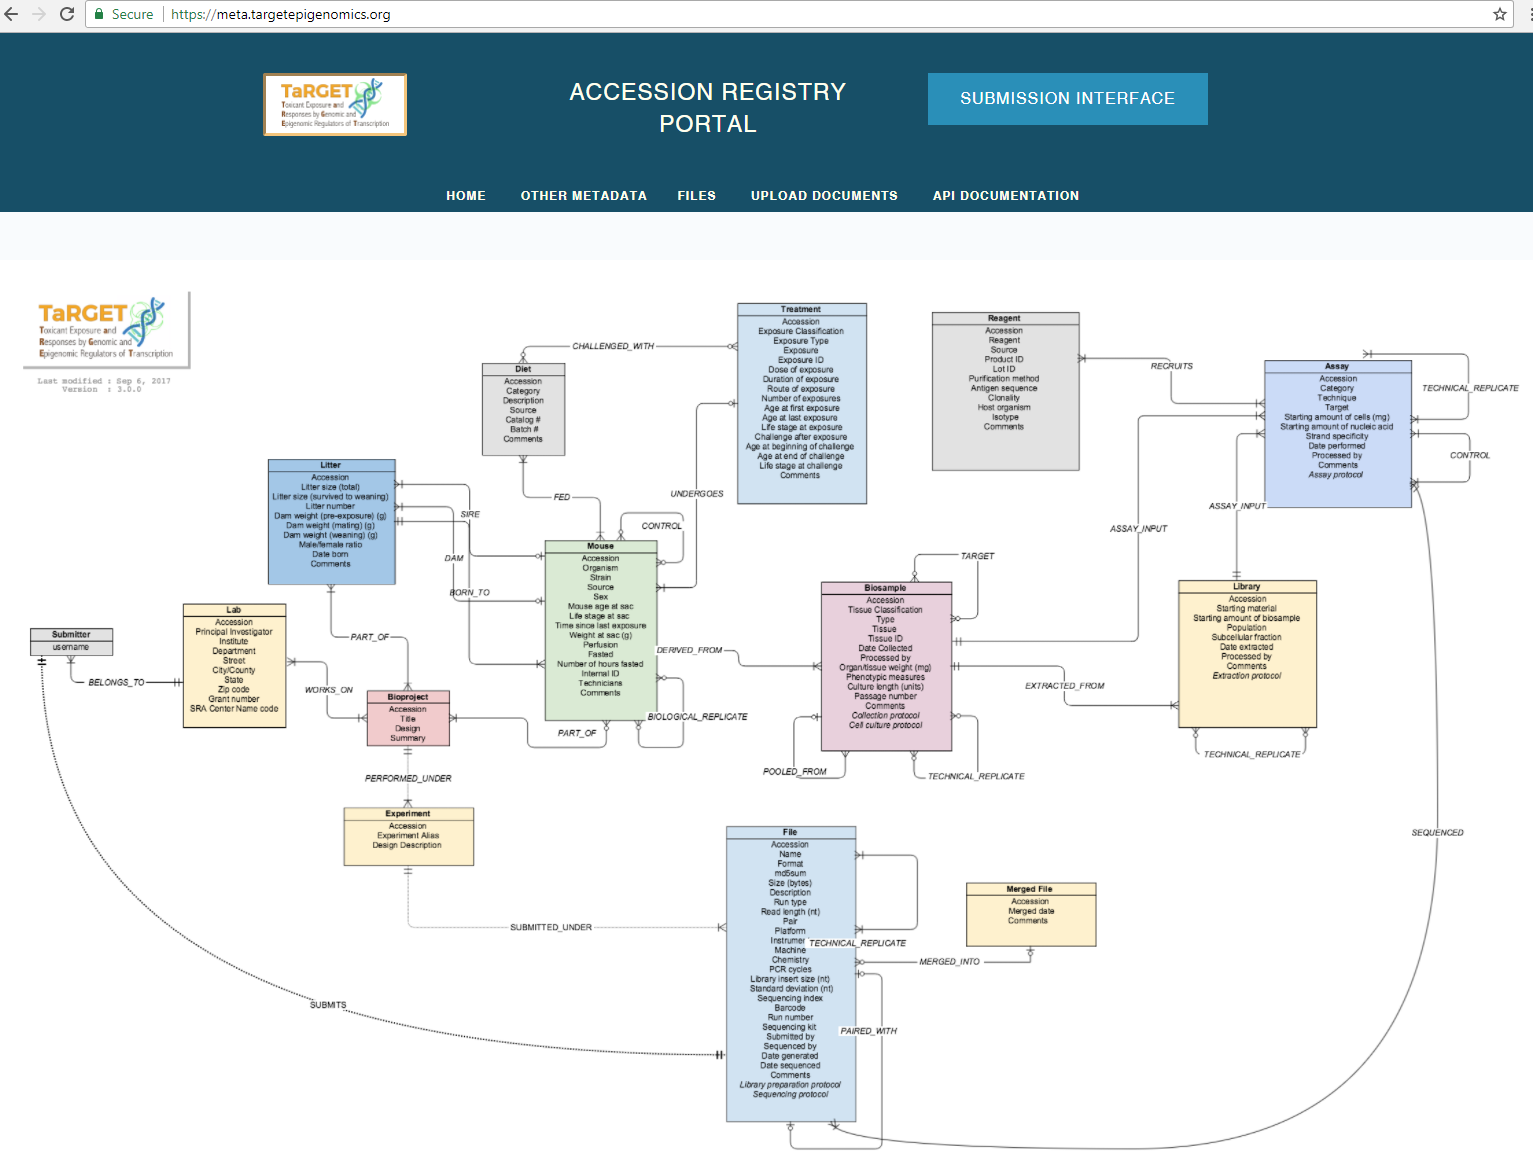 Secure
https://meta.targetepigenomics.org
TaRGET
Toxicant Exposure and
Responses by Genomic and
Epigenomic Regulators of Transcription
ACCESSION REGISTRY
PORTAL
SUBMISSION INTERFACE
HOME
OTHER METADATA
FILES
UPLOAD DOCUMENTS
API DOCUMENTATION
TaRGET
Toxicant Exposure and
Responses by Genomic and
Epigenomic Regulators of Transcription
Last modified : Sep 6, 2017
Version : 3.0.0
Treatment
Accession
Exposure Classification
Exposure Type
Exposure
Exposure ID
Dose of exposure
Duration of exposure
Route of exposure
Number of exposures
Age at first exposure
Age at last exposure
Life stage at exposure
Challenge after exposure
Age at beginning of challenge
Age at end of challenge
Life stage at challenge
Comments
Reagent
Accession
Reagent
Source
Product ID
Lot ID
Purification method
Antigen sequence
Clonality
Host organism
Isotype
Comments
CHALLENGED_WITH
Diet
Accession
Category
Description
Source
Catalog #
Batch #
Comments
RECRUITS
Assay
Accession
Category
Technique
Target
Starting amount of cells (mg)
Starting amount of nucleic acid
Strand specificity
Date performed
Processed by
Comments
Assay protocol
TECHNICAL_REPLICATE
CONTROL
Litter
Accession
Litter size (total)
Litter size (survived to weaning)
Litter number
Dam weight (pre-exposure) (g)
Dam weight (mating) (g)
Dam weight (weaning) (g)
Male/female ratio
Date born
Comments
FED
UNDERGOES
SIRE
DAM
BORN_TO
CONTROL
ASSAY_INPUT
ASSAY_INPUT
Mouse
Accession
Organism
Strain
Source
Sex
Mouse age at sac
Life stage at sac
Time since last exposure
Weight at sac (g)
Perfusion
Fasted
Number of hours fasted
Internal ID
Technicians
Comments
TARGET
Biosample
Accession
Tissue Classification
Type
Tissue
Tissue ID
Date Collected
Processed by
Organ/tissue weight (mg)
Phenotypic measures
Culture length (units)
Passage number
Comments
Collection protocol
Cell culture protocol
Library
Accession
Starting material
Starting amount of biosample
Population
Subcellular fraction
Date extracted
Processed by
Comments
Extraction protocol
Submitter
username
Lab
Accession
Principal Investigator
Institute
Department
Street
City/County
State
Zip code
Grant number
SRA Center Name code
PART_OF
DERIVED_FROM
BELONGS_TO
WORKS_ON
EXTRACTED_FROM
Bioproject
Accession
Title
Design
Summary
BIOLOGICAL_REPLICATE
PART_OF
TECHNICAL_REPLICATE
POOLED_FROM
TECHNICAL_REPLICATE
PERFORMED_UNDER
Experiment
Accession
Experiment Alias
Design Description
SEQUENCED
File
Accession
Name
Format
md5sum
Size (bytes)
Description
Run type
Read length (nt)
Pair
Platform
TECHNICAL_REPLICATE
Machine
Chemistry
PCR cycles
Library insert size (nt)
Standard deviation (nt)
Sequencing index
Barcode
Run number
Sequencing kit
Submitted by
Sequenced by
Date generated
Date sequenced
Comments
Library preparation protocol
Sequencing protocol
Merged File
Accession
Merged date
Comments
SUBMITTED_UNDER
MERGED_INTO
SUBMITS
PAIRED_WITH